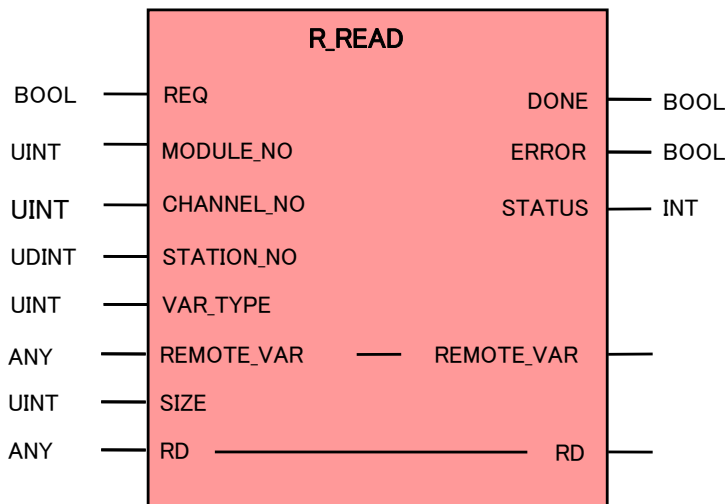 R_READ
BOOL REQ DONE BOOL
UINT MODULE_NO ERROR BOOL
UINT CHANNEL_NO STATUS INT
UDINT STATION_NO
UINT VAR_TYPE
ANY REMOTE_VAR REMOTE_VAR
UINT SIZE
ANY RD RD